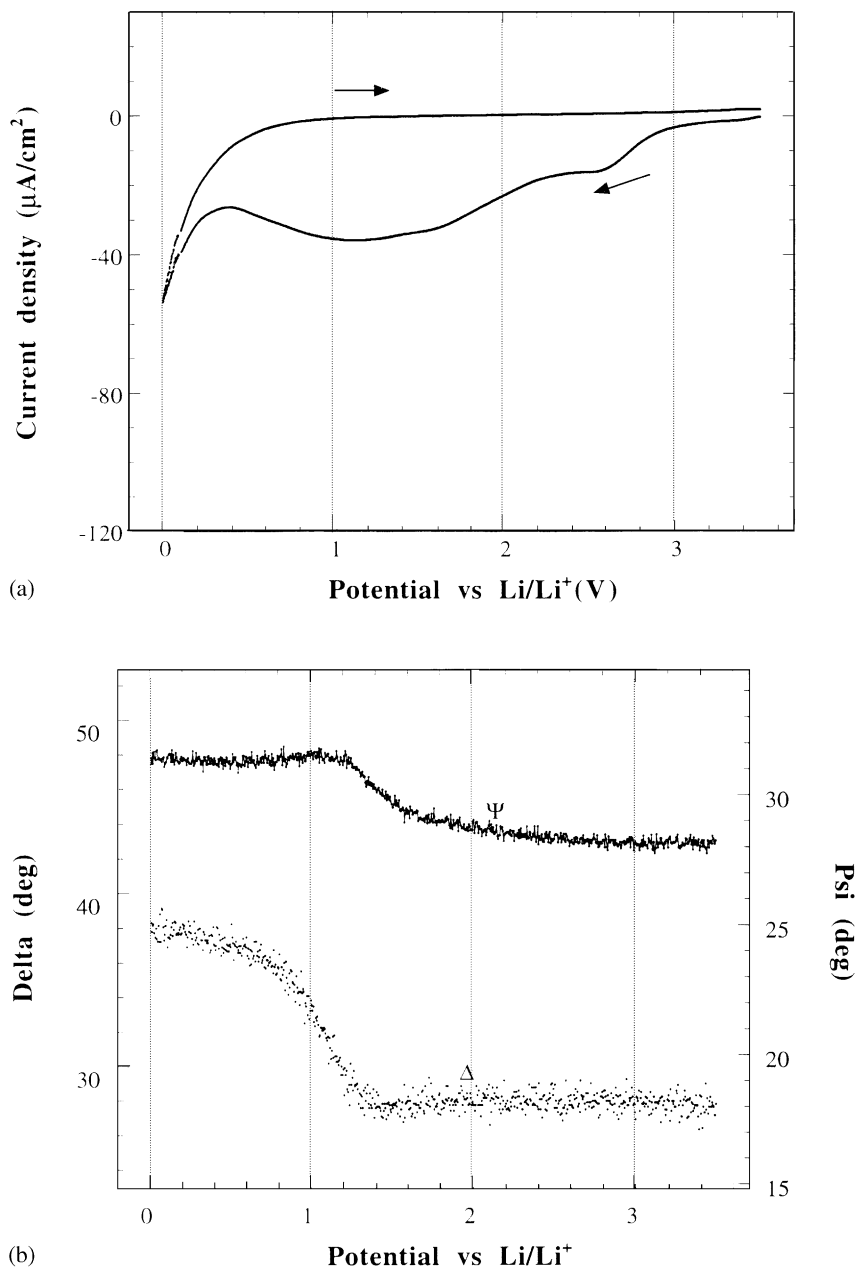 Current density (μA/cm²)
0
-40
-80
-120
0 1 2 3
(a)
Potential vs Li/Li⁺(V)
Delta (deg)
50
40
30
Ψ
Δ
30
25
20
15
Psi (deg)
0 1 2 3
(b)
Potential vs Li/Li⁺